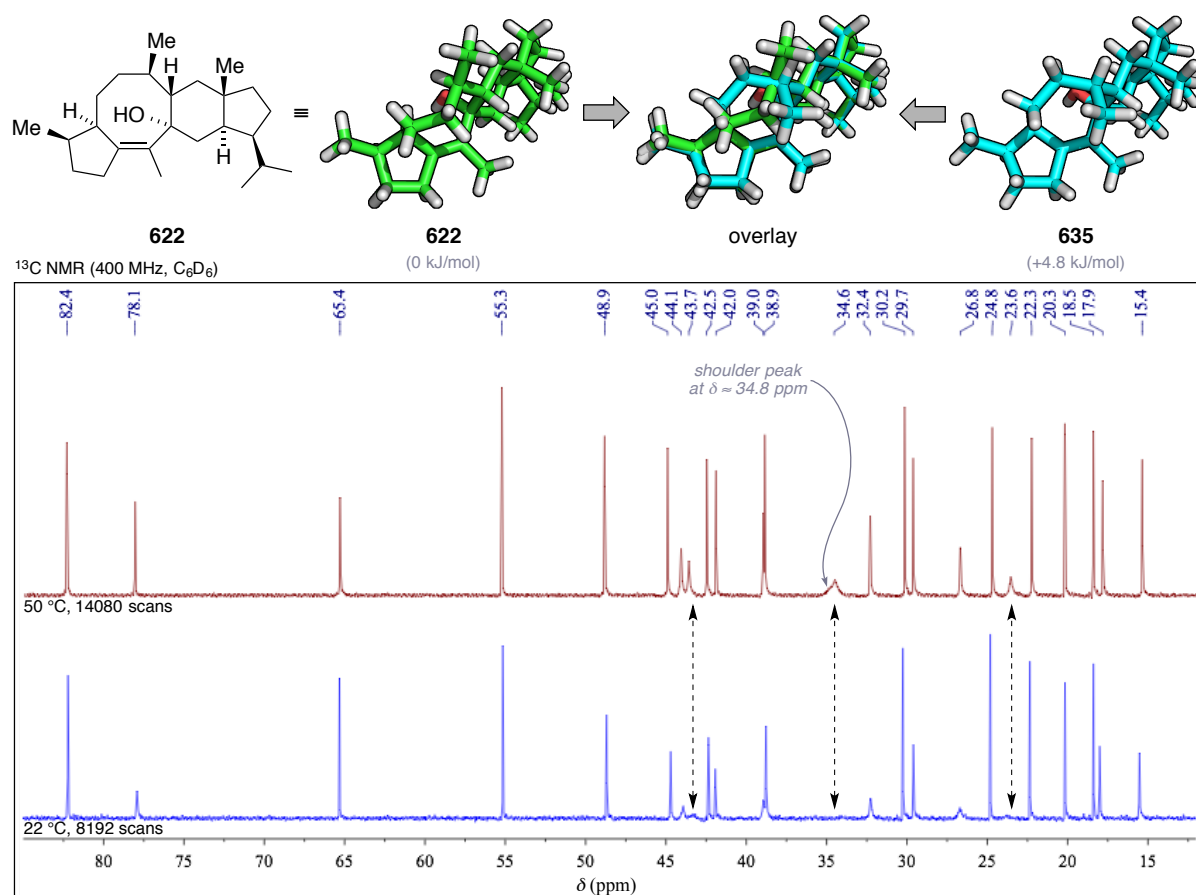 Me
H
Me
HO
H
Me
H
≡
622
622
(0 kJ/mol)
overlay
635
(+4.8 kJ/mol)
13C NMR (400 MHz, C6D6)
82.4
78.1
65.4
55.3
48.9
45.0
44.1
43.7
42.5
42.0
39.0
38.9
34.6
32.4
30.2
29.7
26.8
24.8
23.6
22.3
20.3
18.5
17.9
15.4
shoulder peak
at δ ≈ 34.8 ppm
50 °C, 14080 scans
22 °C, 8192 scans
80 75 70 65 60 55 50 45 40 35 30 25 20 15
δ (ppm)